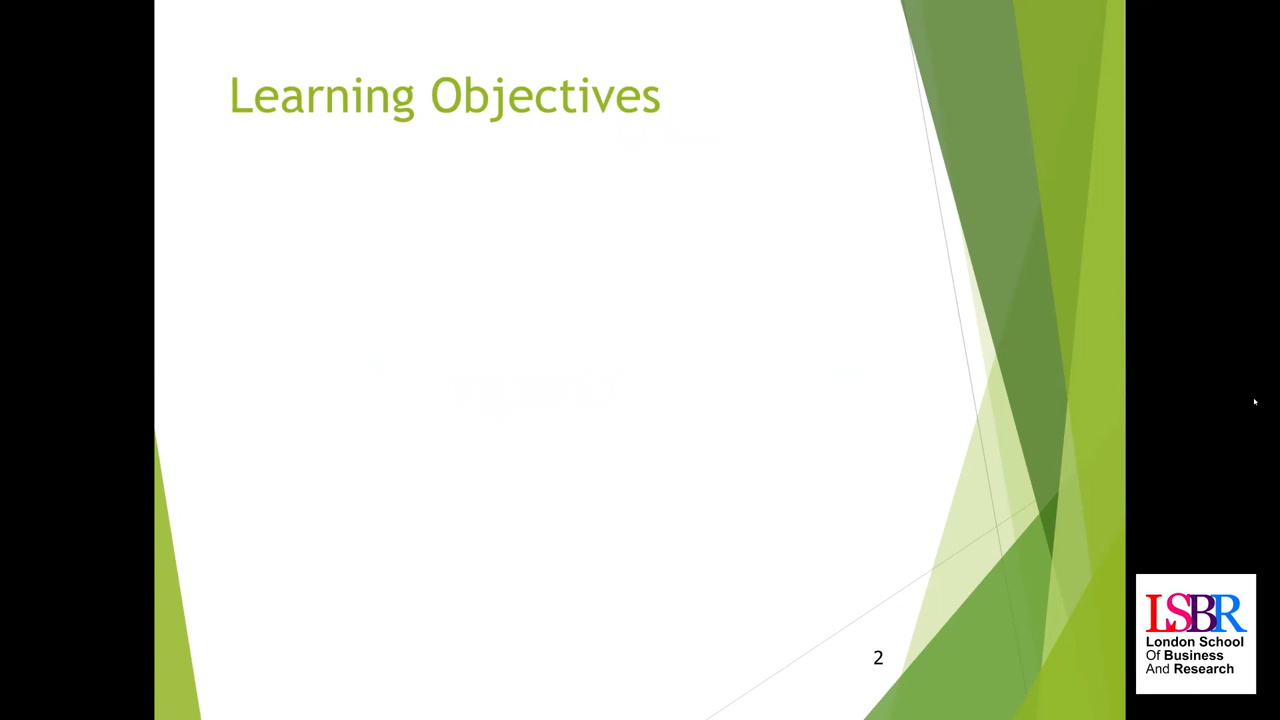 Learning Objectives
2
LSBR
London School
Of Business
And Research